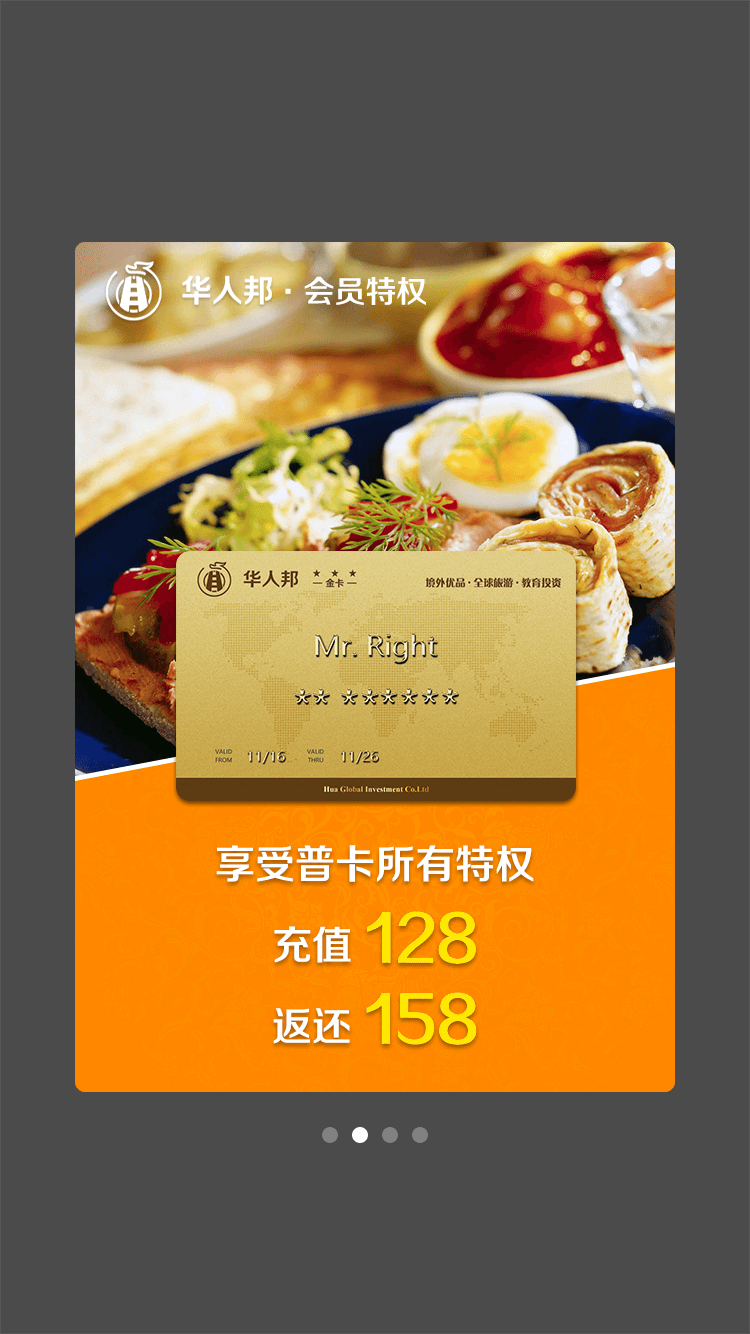 华人邦·会员特权
华人邦 ★ ★ ★
金卡
境外优品·全球旅游·教育投资
Mr. Right
** ******
VALID FROM 11/16 VALID THRU 11/26
Hua Global Investment Co.Ltd
享受普卡所有特权
充值 128
返还 158